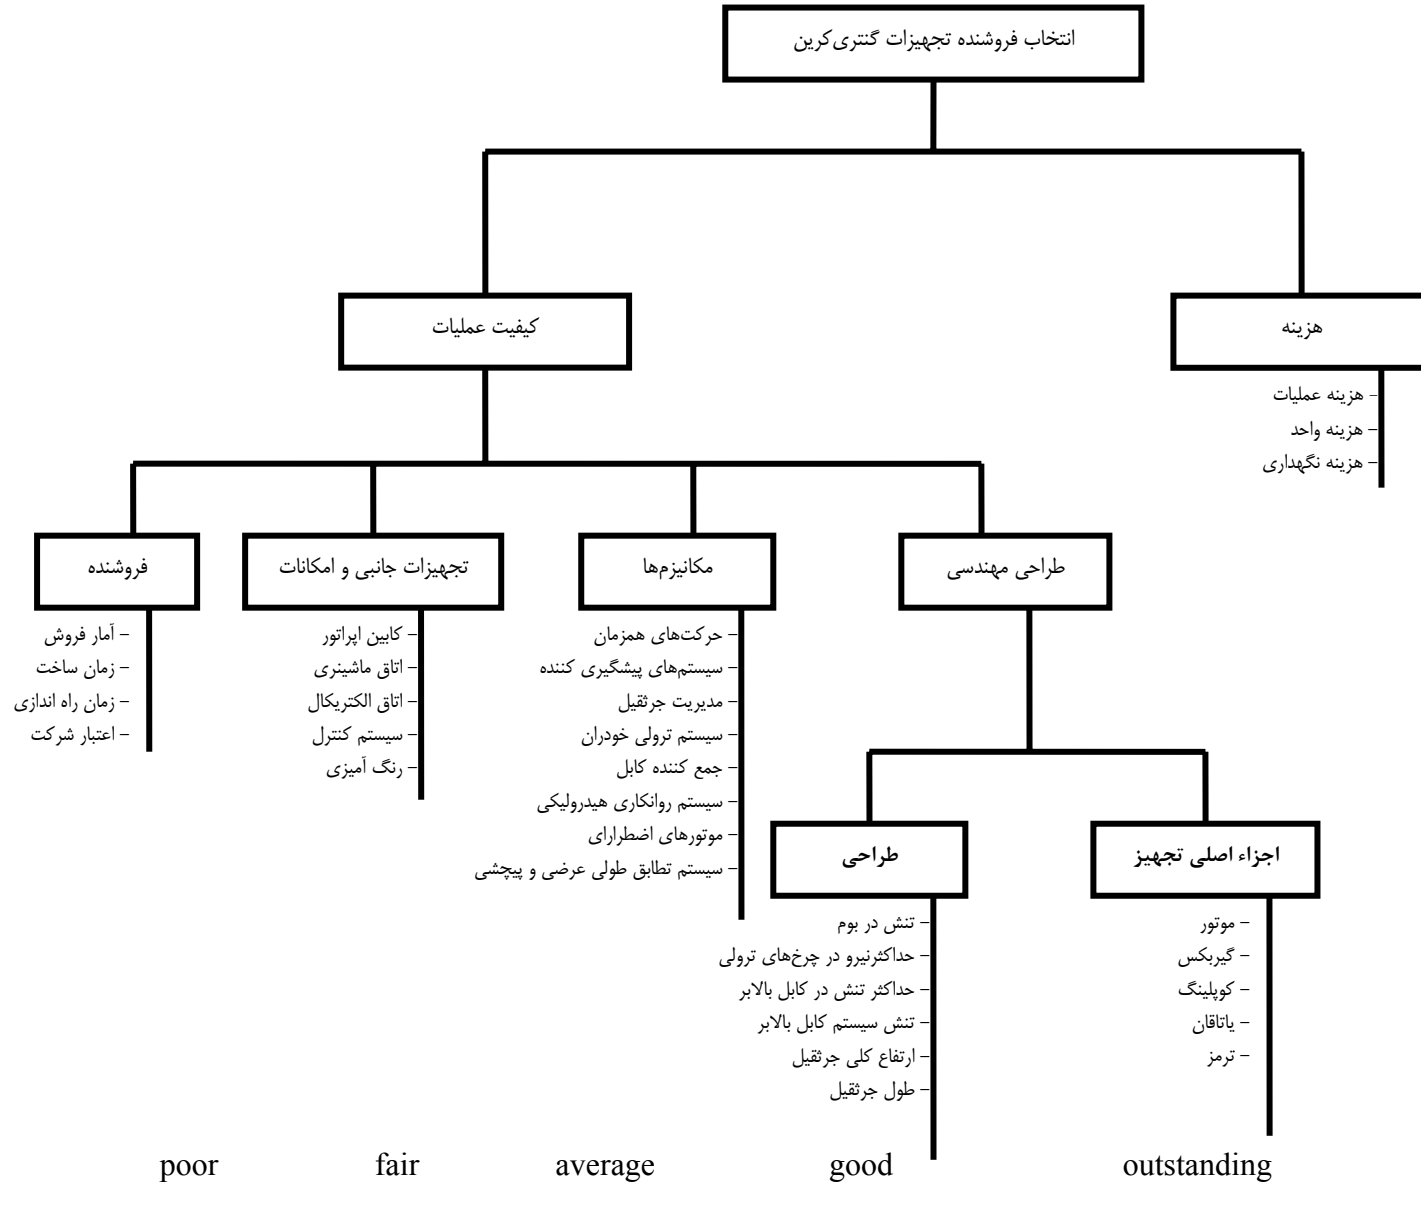 انتخاب فروشنده تجهیزات گنتری‌کرین
هزینه
- هزینه عملیات
- هزینه واحد
- هزینه نگهداری
کیفیت عملیات
طراحی مهندسی
مکانیزم‌ها
تجهیزات جانبی و امکانات
فروشنده
اجزاء اصلی تجهیز
- موتور
- گیربکس
- کوپلینگ
- یاتاقان
- ترمز
طراحی
- تنش در بوم
- حداکثرنیرو در چرخ‌های ترولی
- حداکثر تنش در کابل بالابر
- تنش سیستم کابل بالابر
- ارتفاع کلی جرثقیل
- طول جرثقیل
- حرکت‌های همزمان
- سیستم‌های پیشگیری کننده
- مدیریت جرثقیل
- سیستم ترولی خودران
- جمع کننده کابل
- سیستم روانکاری هیدرولیکی
- موتورهای اضطرارای
- سیستم تطابق طولی عرضی و پیچشی
- کابین اپراتور
- اتاق ماشینری
- اتاق الکتریکال
- سیستم کنترل
- رنگ آمیزی
- آمار فروش
- زمان ساخت
- زمان راه اندازی
- اعتبار شرکت
poor fair average good outstanding